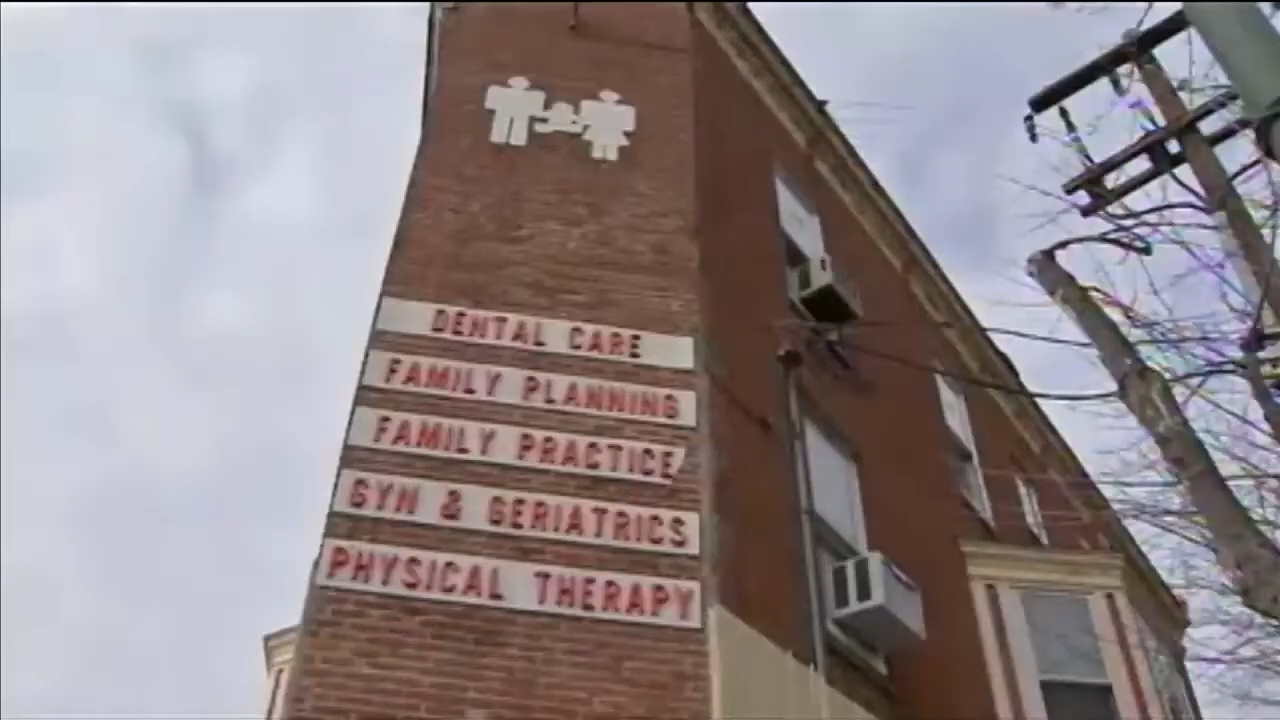 DENTAL CARE
FAMILY PLANNING
FAMILY PRACTICE
GYN & GERIATRICS
PHYSICAL THERAPY